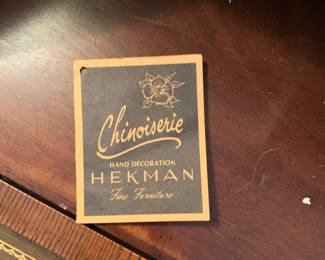 Chinoiserie
HAND DECORATION
HEKMAN
Fine Furniture